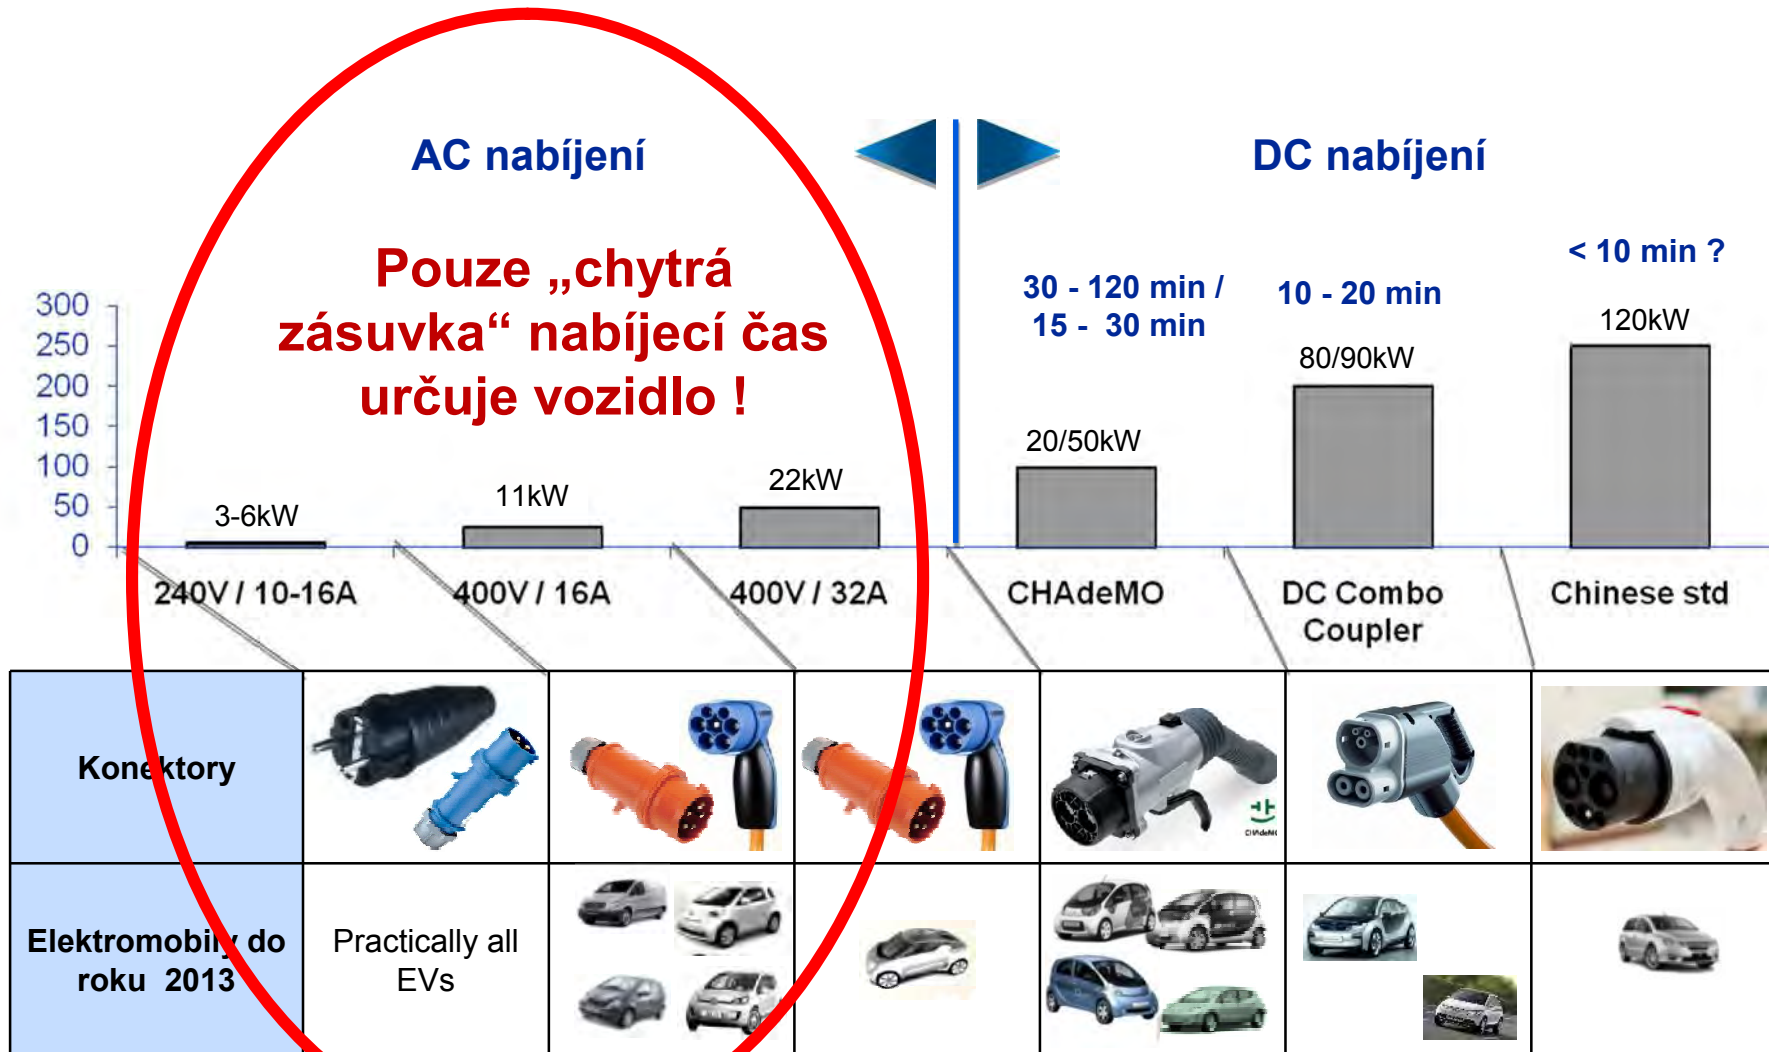 AC nabíjení
DC nabíjení
Pouze „chytrá
zásuvka“ nabíjecí čas
určuje vozidlo !
30 - 120 min /
15 - 30 min
10 - 20 min
< 10 min ?
300
250
200
150
100
50
0
3-6kW
11kW
22kW
20/50kW
80/90kW
120kW
240V / 10-16A
400V / 16A
400V / 32A
CHAdeMO
DC Combo
Coupler
Chinese std
Konektory
CHAdeMO
Elektromobily do
roku 2013
Practically all
EVs